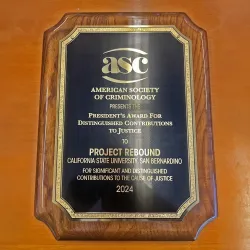 asc
AMERICAN SOCIETY
OF CRIMINOLOGY
PRESENTS THE
PRESIDENT'S AWARD FOR
DISTINGUISHED CONTRIBUTIONS
TO JUSTICE
TO
PROJECT REBOUND
CALIFORNIA STATE UNIVERSITY, SAN BERNARDINO
FOR SIGNIFICANT AND DISTINGUISHED
CONTRIBUTIONS TO THE CAUSE OF JUSTICE
2024